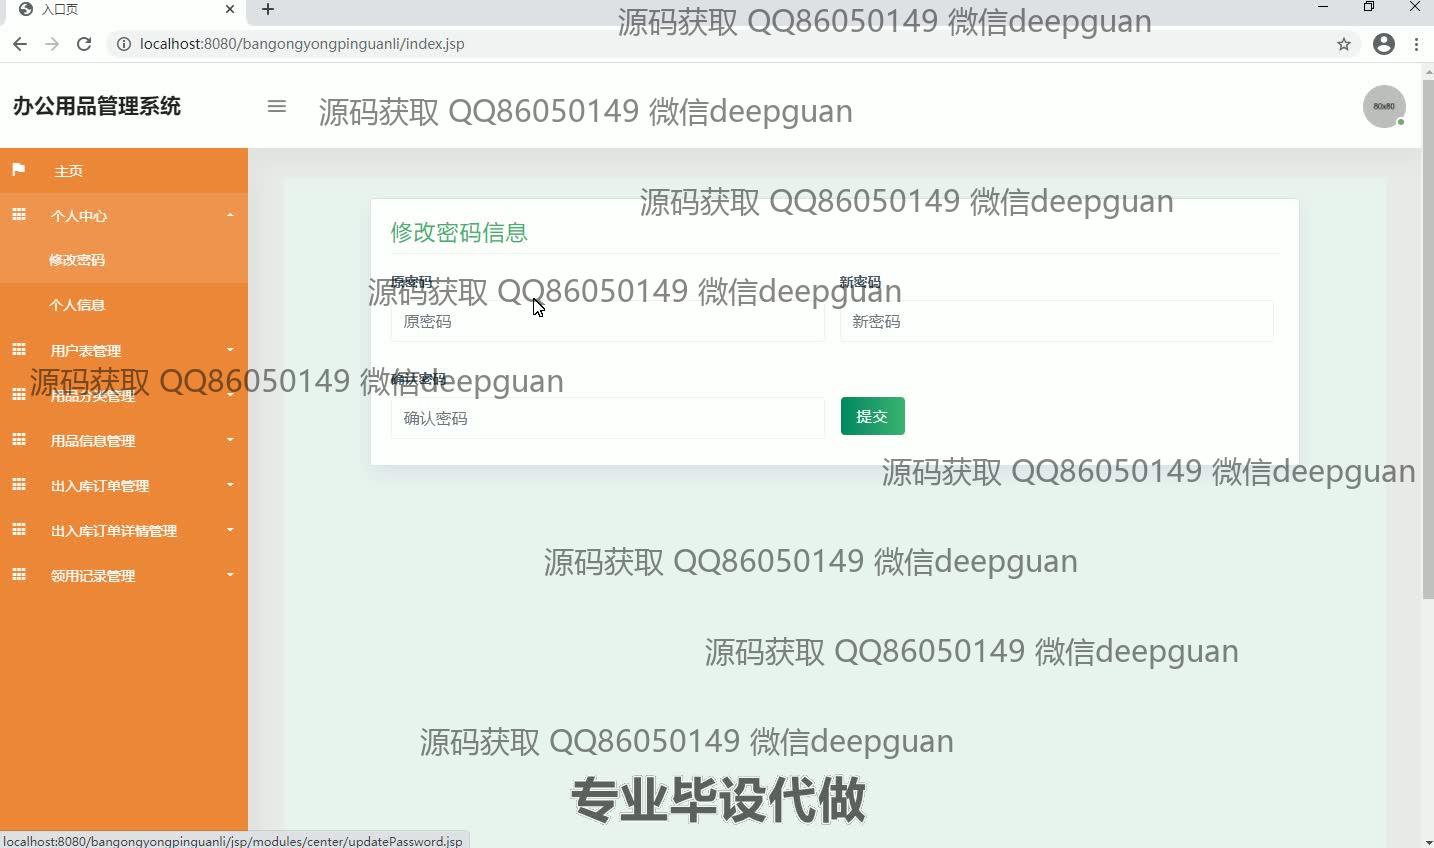 入口页
源码获取 QQ86050149 微信deepguan
localhost:8080/bangongyongpinguanli/index.jsp
办公用品管理系统
源码获取 QQ86050149 微信deepguan
80x80
主页
个人中心
修改密码
个人信息
用户表管理
用品分类管理
用品信息管理
出入库订单管理
出入库订单详情管理
领用记录管理
源码获取 QQ86050149 微信deepguan
修改密码信息
原密码
新密码
源码获取 QQ86050149 微信deepguan
原密码
新密码
源码获取 QQ86050149 微信deepguan
确认密码
确认密码
提交
源码获取 QQ86050149 微信deepguan
源码获取 QQ86050149 微信deepguan
源码获取 QQ86050149 微信deepguan
源码获取 QQ86050149 微信deepguan
专业毕设代做
localhost:8080/bangongyongpinguanli/jsp/modules/center/updatePassword.jsp